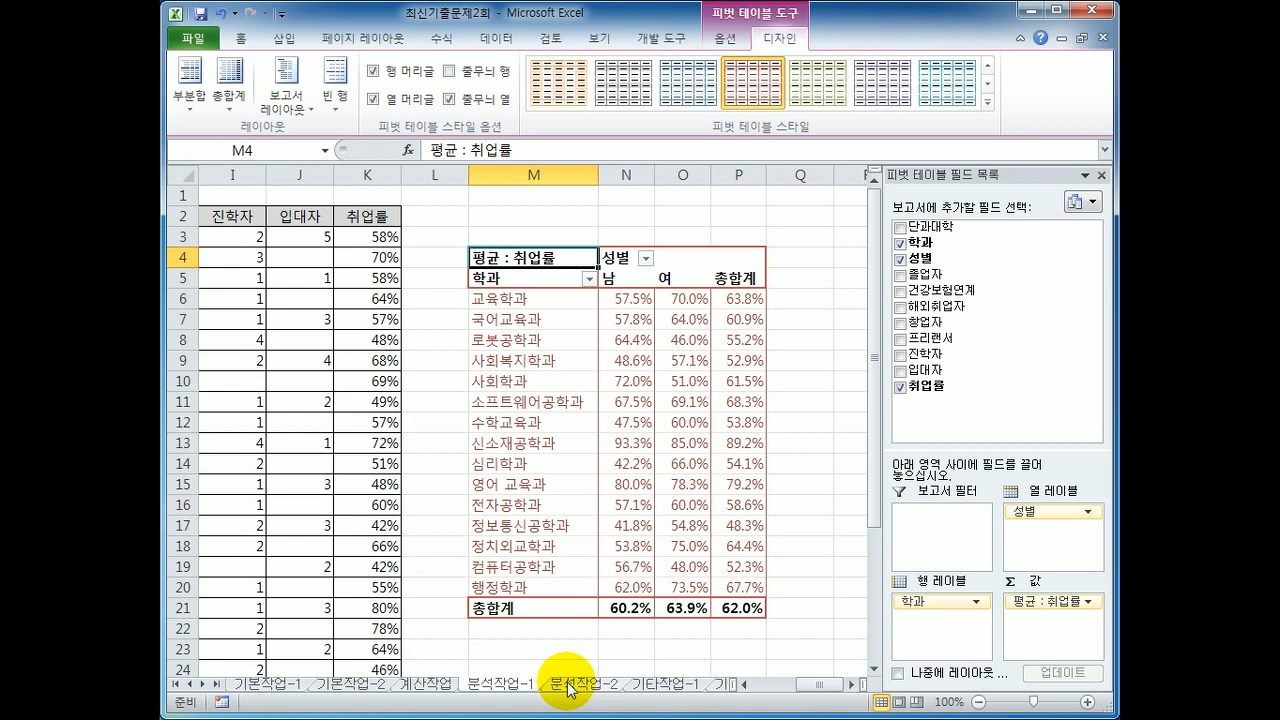 최신기출문제2회 - Microsoft Excel
피벗 테이블 도구
파일 홈 삽입 페이지 레이아웃 수식 데이터 검토 보기 개발 도구 옵션 디자인
부분합 총합계 보고서 레이아웃 빈 행
행 머리글 줄무늬 행
열 머리글 줄무늬 열
레이아웃 피벗 테이블 스타일 옵션 피벗 테이블 스타일
M4 fx 평균 : 취업률
I J K L M N O P Q
1
2 진학자 입대자 취업률
3 2 5 58%
4 3 70% 평균 : 취업률 성별
5 1 1 58% 학과 남 여 총합계
6 1 64% 교육학과 57.5% 70.0% 63.8%
7 1 3 57% 국어교육과 57.8% 64.0% 60.9%
8 4 48% 로봇공학과 64.4% 46.0% 55.2%
9 2 4 68% 사회복지학과 48.6% 57.1% 52.9%
10 69% 사회학과 72.0% 51.0% 61.5%
11 1 2 49% 소프트웨어공학과 67.5% 69.1% 68.3%
12 1 57% 수학교육과 47.5% 60.0% 53.8%
13 4 1 72% 신소재공학과 93.3% 85.0% 89.2%
14 2 51% 심리학과 42.2% 66.0% 54.1%
15 1 3 48% 영어 교육과 80.0% 78.3% 79.2%
16 1 60% 전자공학과 57.1% 60.0% 58.6%
17 2 3 42% 정보통신공학과 41.8% 54.8% 48.3%
18 2 66% 정치외교학과 53.8% 75.0% 64.4%
19 2 42% 컴퓨터공학과 56.7% 48.0% 52.3%
20 1 55% 행정학과 62.0% 73.5% 67.7%
21 1 3 80% 총합계 60.2% 63.9% 62.0%
22 2 78%
23 1 2 64%
24 2 46%
피벗 테이블 필드 목록
보고서에 추가할 필드 선택:
단과대학
학과
성별
졸업자
건강보험연계
해외취업자
창업자
프리랜서
진학자
입대자
취업률
아래 영역 사이에 필드를 끌어
놓으십시오.
보고서 필터 열 레이블
성별
행 레이블 Σ 값
학과 평균 : 취업률
나중에 레이아웃 ... 업데이트
기본작업-1 기본작업-2 계산작업 분석작업-1 분석작업-2 기타작업-1
준비 100%